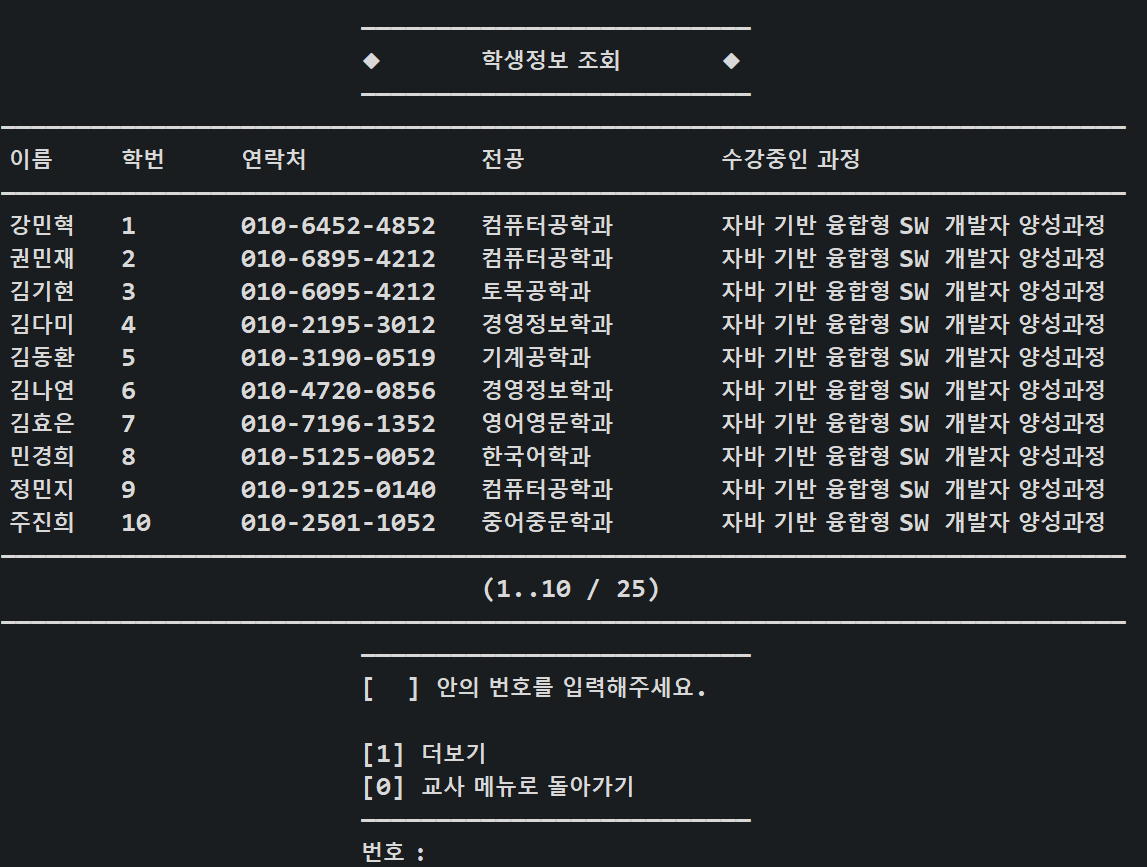 ◆ 학생정보 조회 ◆
이름 학번 연락처 전공 수강중인 과정
강민혁 1 010-6452-4852 컴퓨터공학과 자바 기반 융합형 SW 개발자 양성과정
권민재 2 010-6895-4212 컴퓨터공학과 자바 기반 융합형 SW 개발자 양성과정
김기현 3 010-6095-4212 토목공학과 자바 기반 융합형 SW 개발자 양성과정
김다미 4 010-2195-3012 경영정보학과 자바 기반 융합형 SW 개발자 양성과정
김동환 5 010-3190-0519 기계공학과 자바 기반 융합형 SW 개발자 양성과정
김나연 6 010-4720-0856 경영정보학과 자바 기반 융합형 SW 개발자 양성과정
김효은 7 010-7196-1352 영어영문학과 자바 기반 융합형 SW 개발자 양성과정
민경희 8 010-5125-0052 한국어학과 자바 기반 융합형 SW 개발자 양성과정
정민지 9 010-9125-0140 컴퓨터공학과 자바 기반 융합형 SW 개발자 양성과정
주진희 10 010-2501-1052 중어중문학과 자바 기반 융합형 SW 개발자 양성과정
(1..10 / 25)
[ ] 안의 번호를 입력해주세요.
[1] 더보기
[0] 교사 메뉴로 돌아가기
번호 :